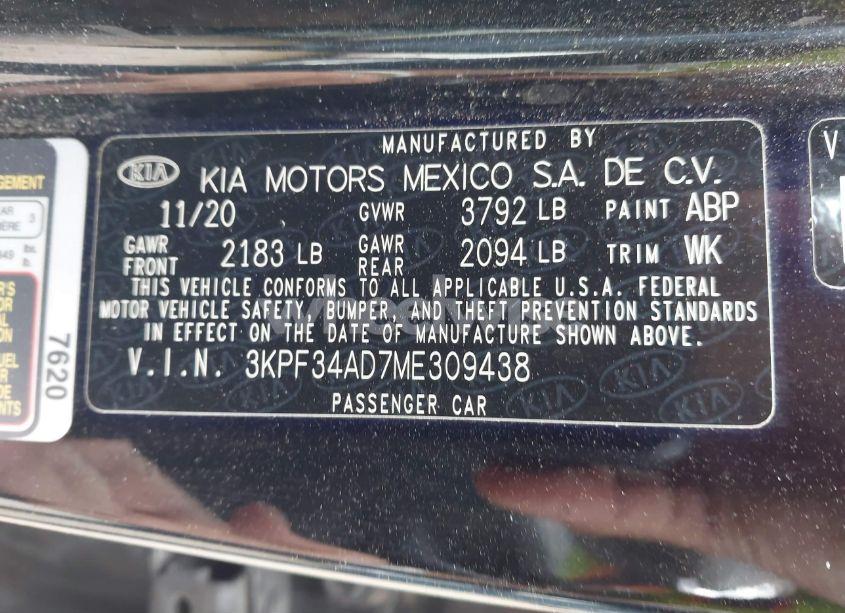 MANUFACTURED BY
KIA KIA MOTORS MEXICO S.A. DE C.V.
11/20 GVWR 3792 LB PAINT ABP
GAWR FRONT 2183 LB GAWR REAR 2094 LB TRIM WK
THIS VEHICLE CONFORMS TO ALL APPLICABLE U.S.A. FEDERAL
MOTOR VEHICLE SAFETY, BUMPER, AND THEFT PREVENTION STANDARDS
IN EFFECT ON THE DATE OF MANUFACTURE SHOWN ABOVE.
V.I.N. 3KPF34AD7ME309438
PASSENGER CAR
7620